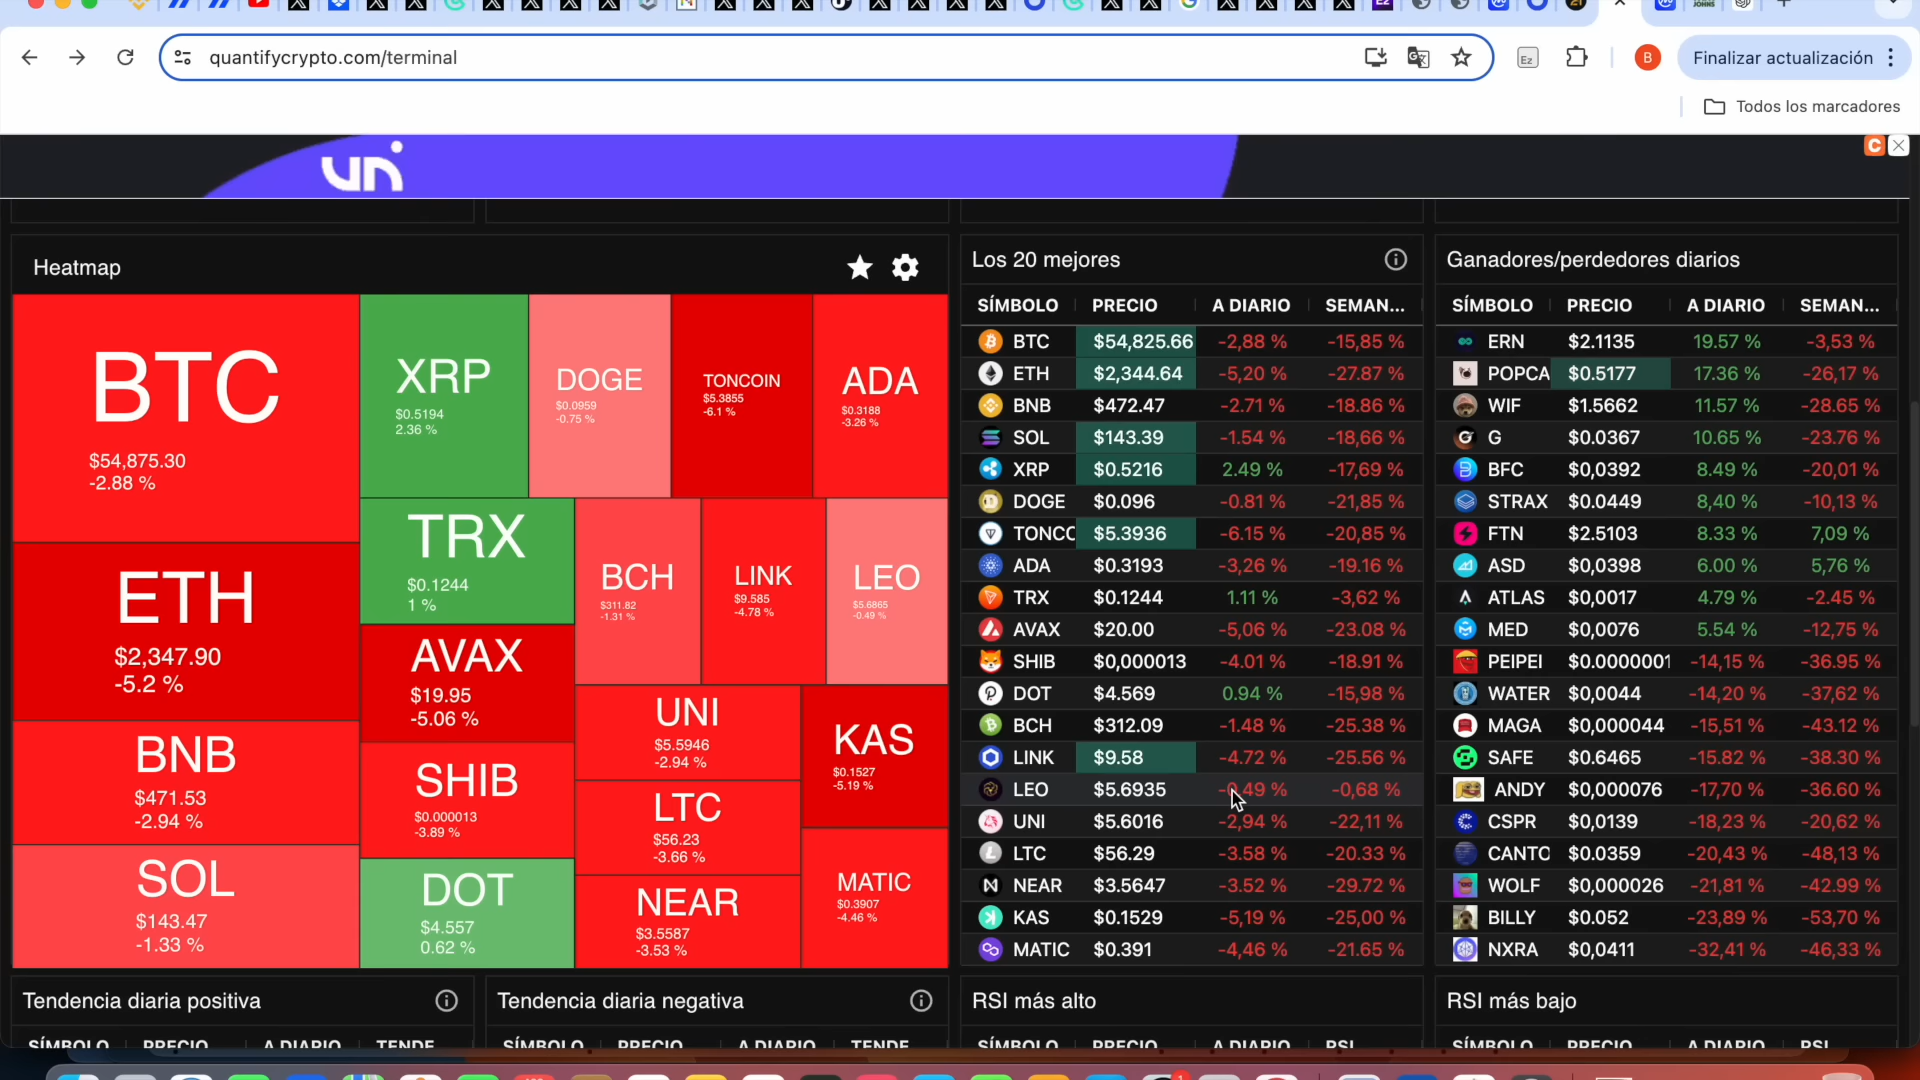 quantifycrypto.com/terminal
Ez
B
Finalizar actualización
Todos los marcadores
un
C
Heatmap
BTC
$54,875.30
-2.88 %
XRP
$0.5194
2.36 %
DOGE
$0.0959
-0.75 %
TONCOIN
$5.3855
-6.1 %
ADA
$0.3188
-3.26 %
ETH
$2,347.90
-5.2 %
TRX
$0.1244
1 %
BCH
$311.82
-1.31 %
LINK
$9.585
-4.78 %
LEO
$5.6865
-0.49 %
AVAX
$19.95
-5.06 %
UNI
$5.5946
-2.94 %
KAS
$0.1527
-5.19 %
BNB
$471.53
-2.94 %
SHIB
$0.000013
-3.89 %
LTC
$56.23
-3.66 %
SOL
$143.47
-1.33 %
DOT
$4.557
0.62 %
NEAR
$3.5587
-3.53 %
MATIC
$0.3907
-4.46 %
Los 20 mejores
SÍMBOLO PRECIO A DIARIO SEMAN...
BTC $54,825.66 -2,88 % -15,85 %
ETH $2,344.64 -5,20 % -27.87 %
BNB $472.47 -2.71 % -18.86 %
SOL $143.39 -1.54 % -18,66 %
XRP $0.5216 2.49 % -17,69 %
DOGE $0.096 -0.81 % -21,85 %
TONCC $5.3936 -6.15 % -20,85 %
ADA $0.3193 -3,26 % -19.16 %
TRX $0.1244 1.11 % -3,62 %
AVAX $20.00 -5,06 % -23.08 %
SHIB $0,000013 -4.01 % -18.91 %
DOT $4.569 0.94 % -15,98 %
BCH $312.09 -1.48 % -25.38 %
LINK $9.58 -4.72 % -25.56 %
LEO $5.6935 -0,49 % -0,68 %
UNI $5.6016 -2,94 % -22,11 %
LTC $56.29 -3.58 % -20.33 %
NEAR $3.5647 -3.52 % -29.72 %
KAS $0.1529 -5,19 % -25,00 %
MATIC $0.391 -4,46 % -21.65 %
Ganadores/perdedores diarios
SÍMBOLO PRECIO A DIARIO SEMAN...
ERN $2.1135 19.57 % -3,53 %
POPCA $0.5177 17.36 % -26,17 %
WIF $1.5662 11.57 % -28.65 %
G $0.0367 10.65 % -23.76 %
BFC $0,0392 8.49 % -20,01 %
STRAX $0.0449 8,40 % -10,13 %
FTN $2.5103 8.33 % 7,09 %
ASD $0,0398 6.00 % 5,76 %
ATLAS $0,0017 4.79 % -2.45 %
MED $0,0076 5.54 % -12,75 %
PEIPEI $0.0000001 -14,15 % -36.95 %
WATER $0,0044 -14,20 % -37,62 %
MAGA $0,000044 -15,51 % -43.12 %
SAFE $0.6465 -15.82 % -38.30 %
ANDY $0,000076 -17,70 % -36.60 %
CSPR $0,0139 -18,23 % -20,62 %
CANTO $0.0359 -20,43 % -48,13 %
WOLF $0,000026 -21,81 % -42.99 %
BILLY $0.052 -23,89 % -53,70 %
NXRA $0,0411 -32,41 % -46,33 %
Tendencia diaria positiva
SÍMBOLO PRECIO A DIARIO TENDE
Tendencia diaria negativa
SÍMBOLO PRECIO A DIARIO TENDE
RSI más alto
SÍMBOLO PRECIO A DIARIO RSI
RSI más bajo
SÍMBOLO PRECIO A DIARIO RSI